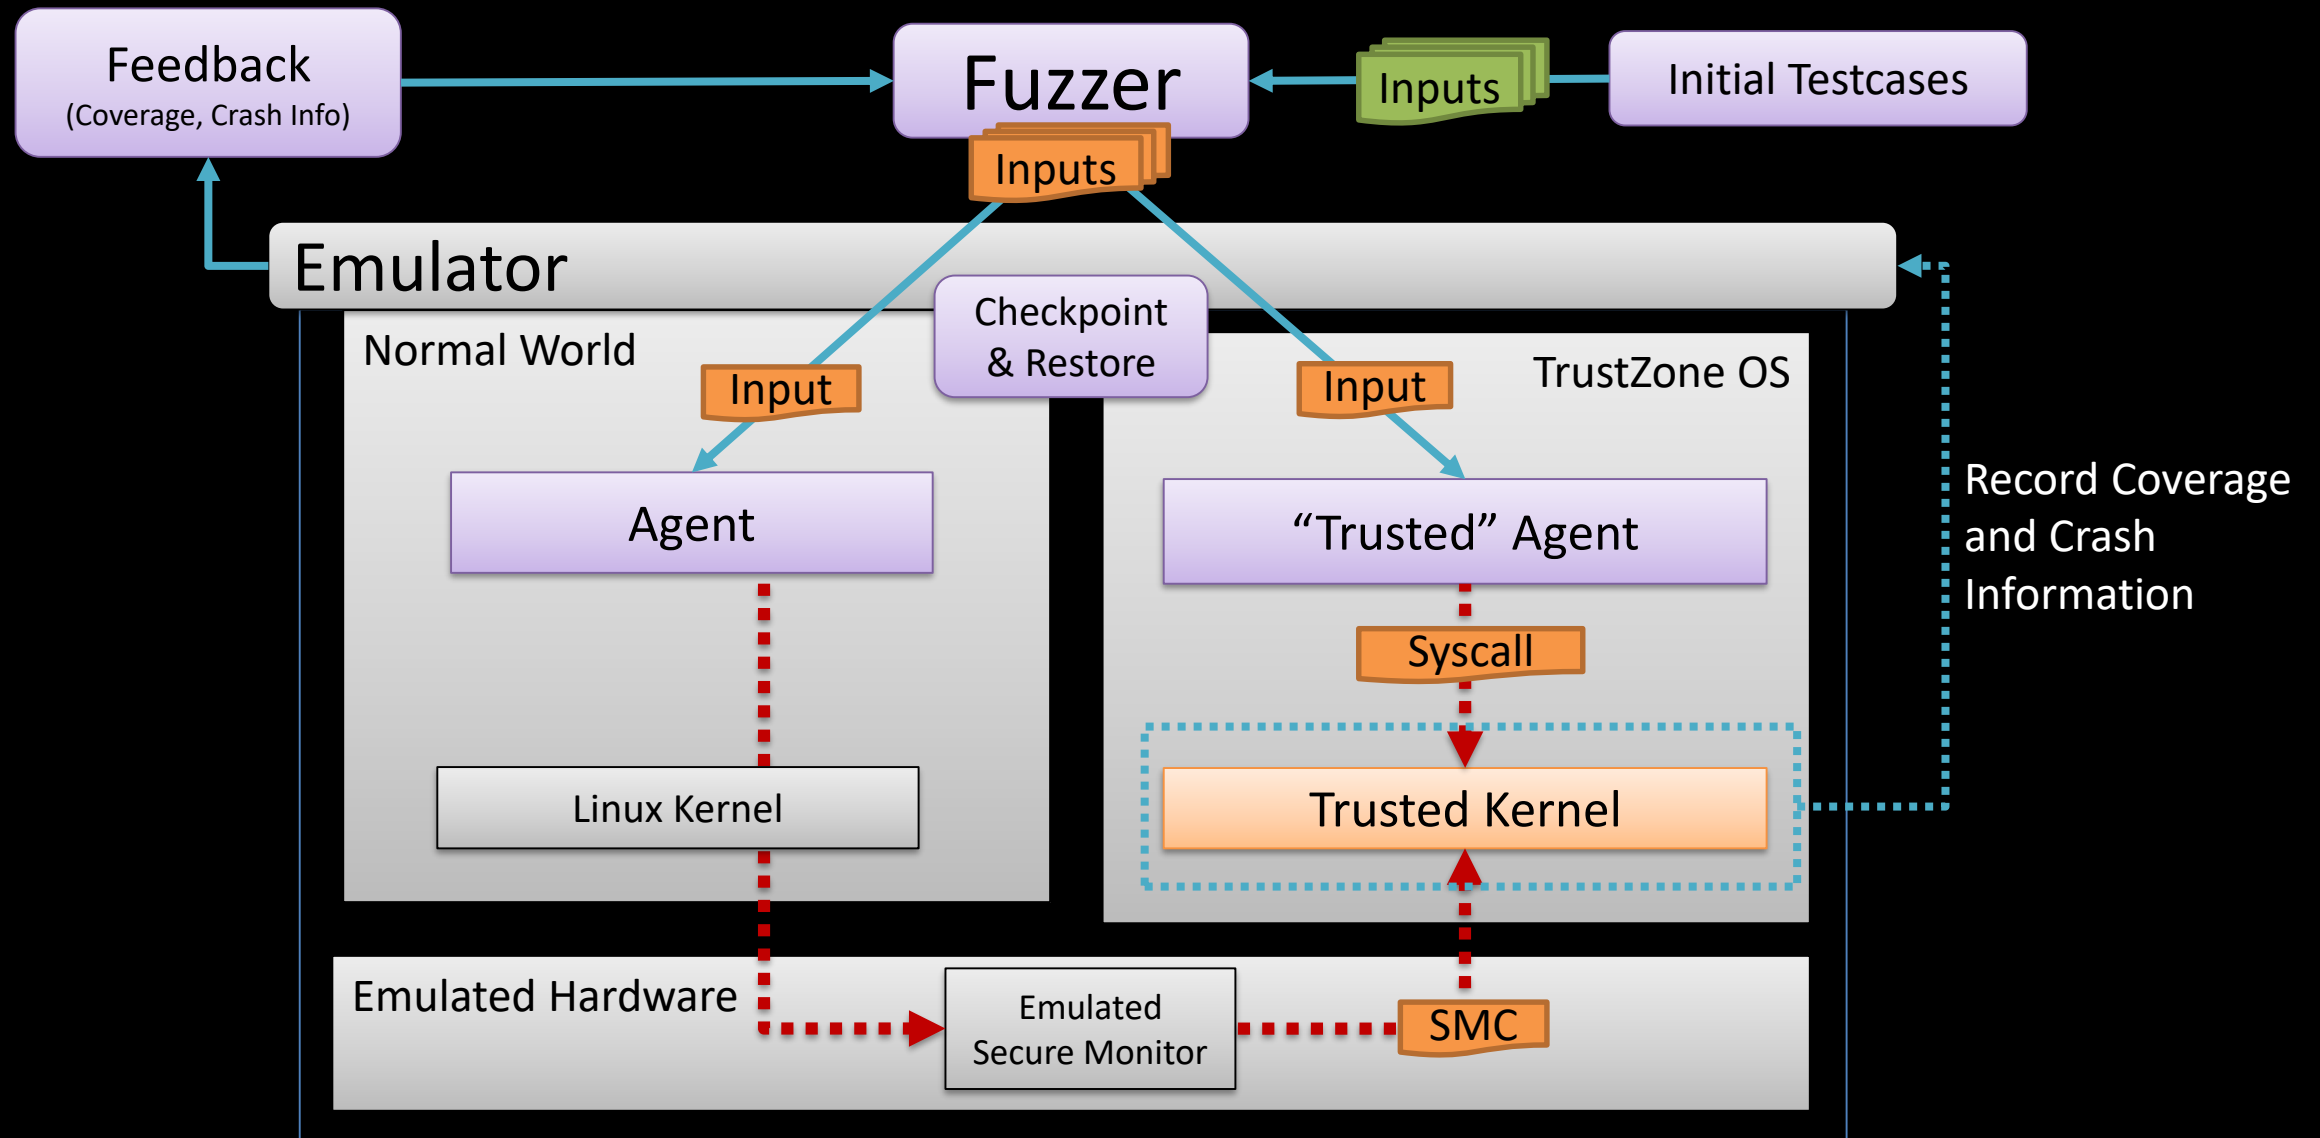 Feedback
(Coverage, Crash Info)
Fuzzer
Inputs
Initial Testcases
Inputs
Emulator
Checkpoint
& Restore
Normal World
TrustZone OS
Input
Input
Agent
“Trusted” Agent
Record Coverage
and Crash
Information
Syscall
Linux Kernel
Trusted Kernel
Emulated Hardware
Emulated
Secure Monitor
SMC